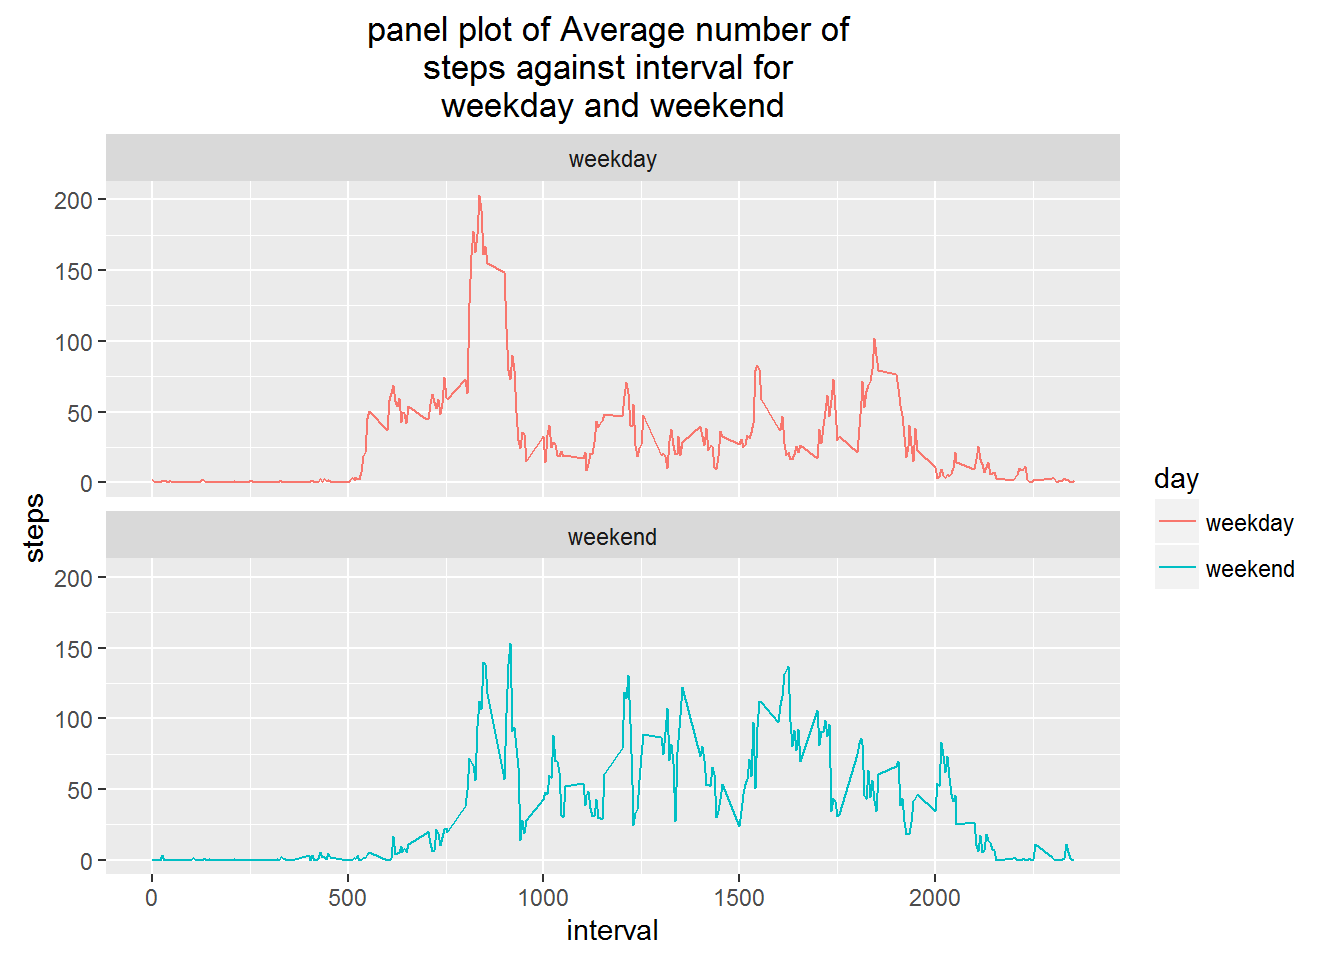 panel plot of Average number of
steps against interval for
weekday and weekend
weekday
200
150
100
50
0
steps
weekend
200
150
100
50
0
0 500 1000 1500 2000
interval
day
weekday
weekend